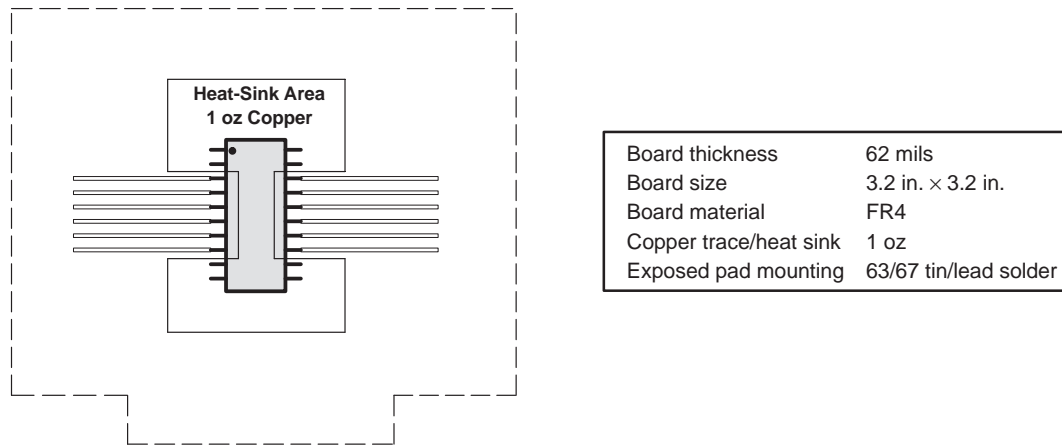 Heat-Sink Area
1 oz Copper
Board thickness 62 mils
Board size 3.2 in. × 3.2 in.
Board material FR4
Copper trace/heat sink 1 oz
Exposed pad mounting 63/67 tin/lead solder